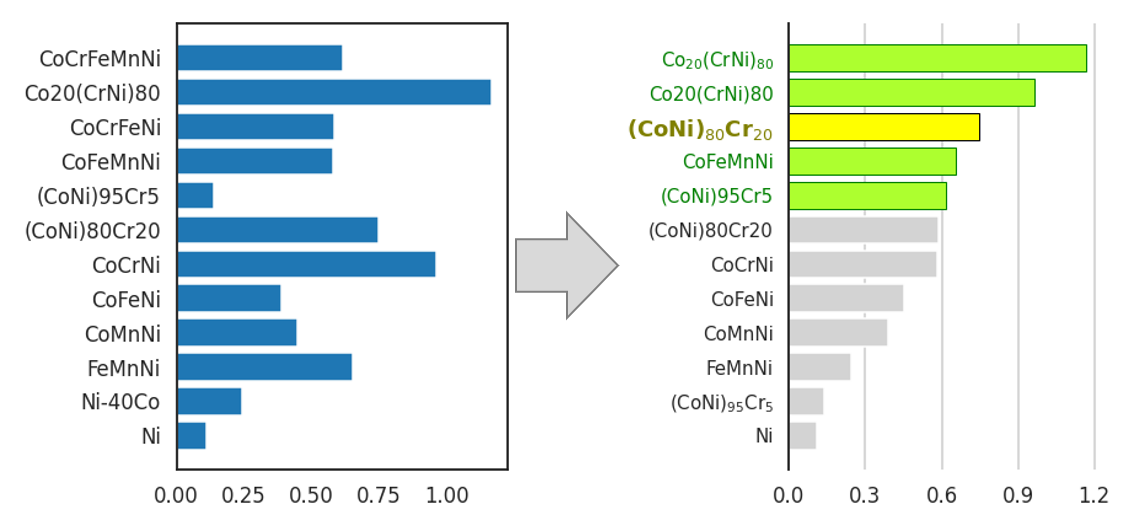 CoCrFeMnNi
Co20(CrNi)80
CoCrFeNi
CoFeMnNi
(CoNi)95Cr5
(CoNi)80Cr20
CoCrNi
CoFeNi
CoMnNi
FeMnNi
Ni-40Co
Ni
0.00 0.25 0.50 0.75 1.00
Co₂₀(CrNi)₈₀
Co20(CrNi)80
(CoNi)₈₀Cr₂₀
CoFeMnNi
(CoNi)95Cr5
(CoNi)80Cr20
CoCrNi
CoFeNi
CoMnNi
FeMnNi
(CoNi)₉₅Cr₅
Ni
0.0 0.3 0.6 0.9 1.2